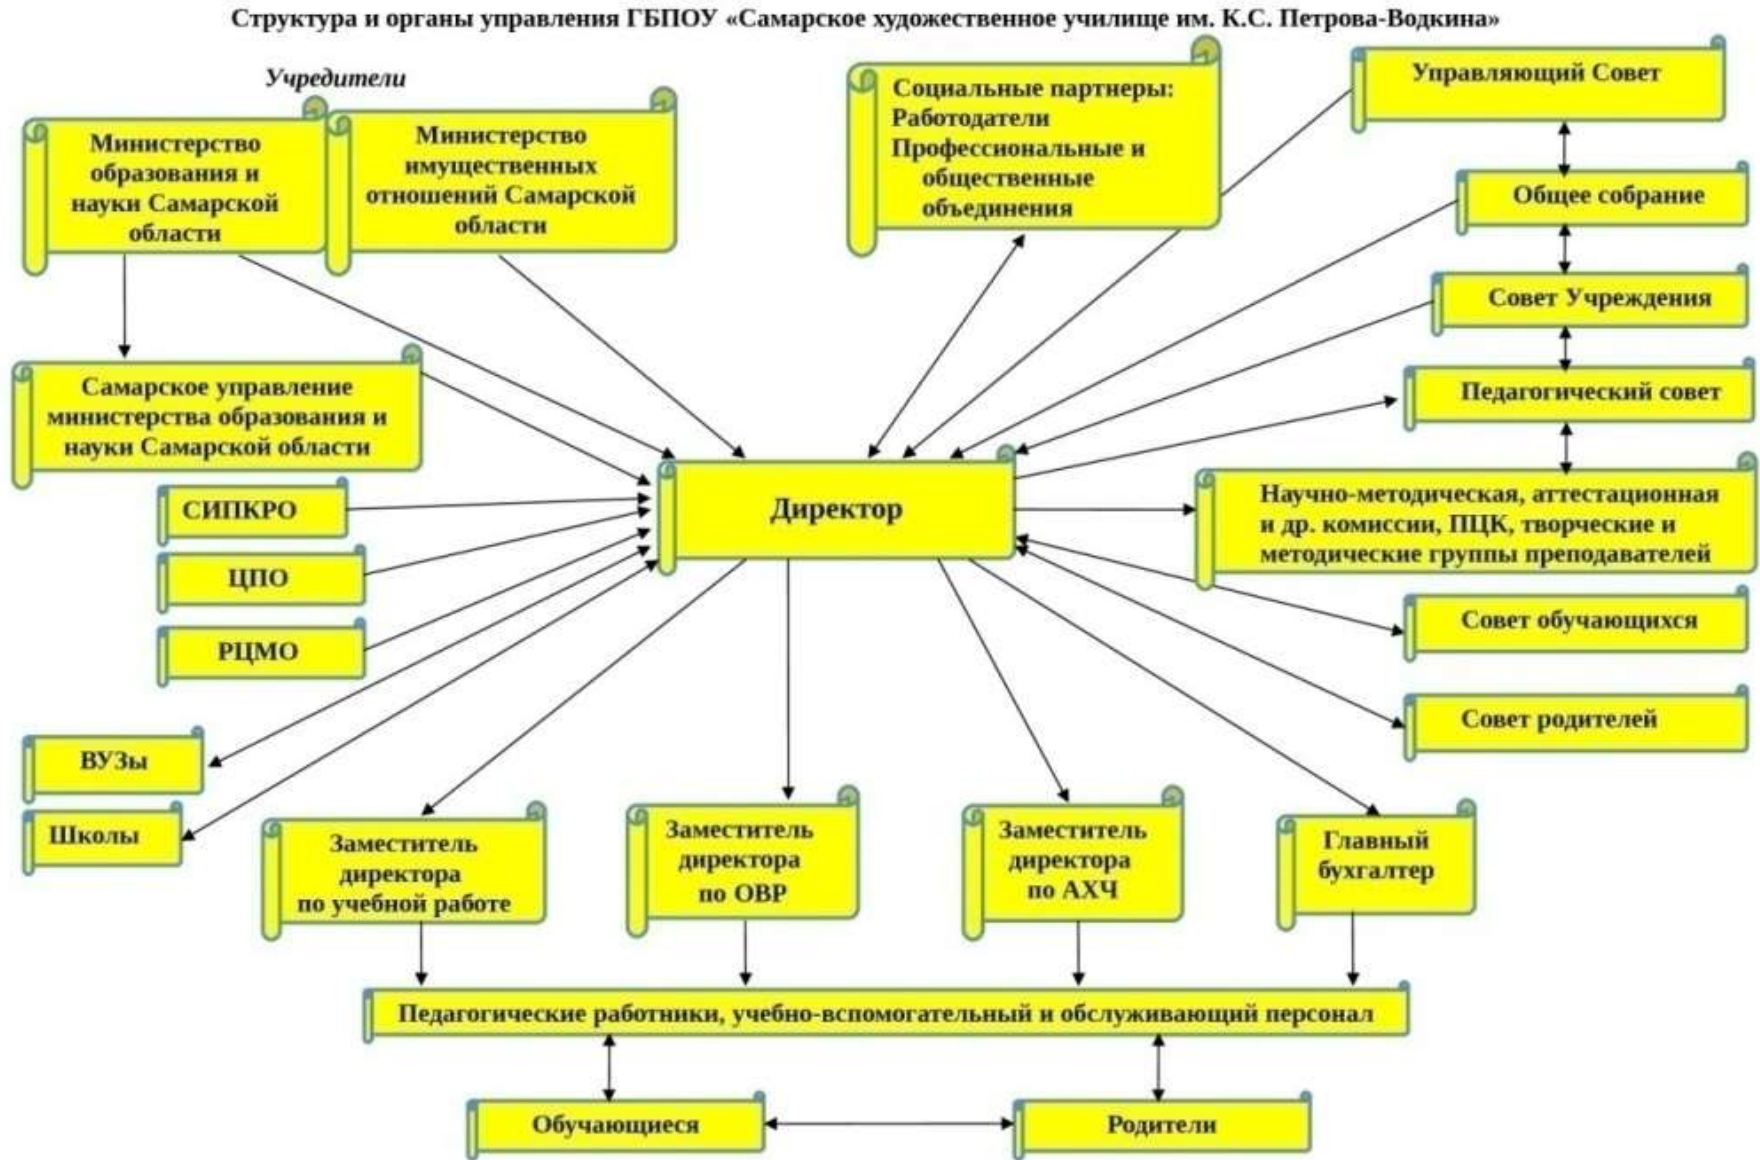 Структура и органы управления ГБПОУ «Самарское художественное училище им. К.С. Петрова-Водкина»
Учредители
Министерство
образования и
науки Самарской
области
Министерство
имущественных
отношений Самарской
области
Социальные партнеры:
Работодатели
Профессиональные и
общественные
объединения
Управляющий Совет
Общее собрание
Совет Учреждения
Педагогический совет
Самарское управление
министерства образования и
науки Самарской области
СИПКРО
ЦПО
РЦМО
Директор
Научно-методическая, аттестационная
и др. комиссии, ПЦК, творческие и
методические группы преподавателей
Совет обучающихся
Совет родителей
ВУЗы
Школы
Заместитель
директора
по учебной работе
Заместитель
директора
по ОВР
Заместитель
директора
по АХЧ
Главный
бухгалтер
Педагогические работники, учебно-вспомогательный и обслуживающий персонал
Обучающиеся
Родители